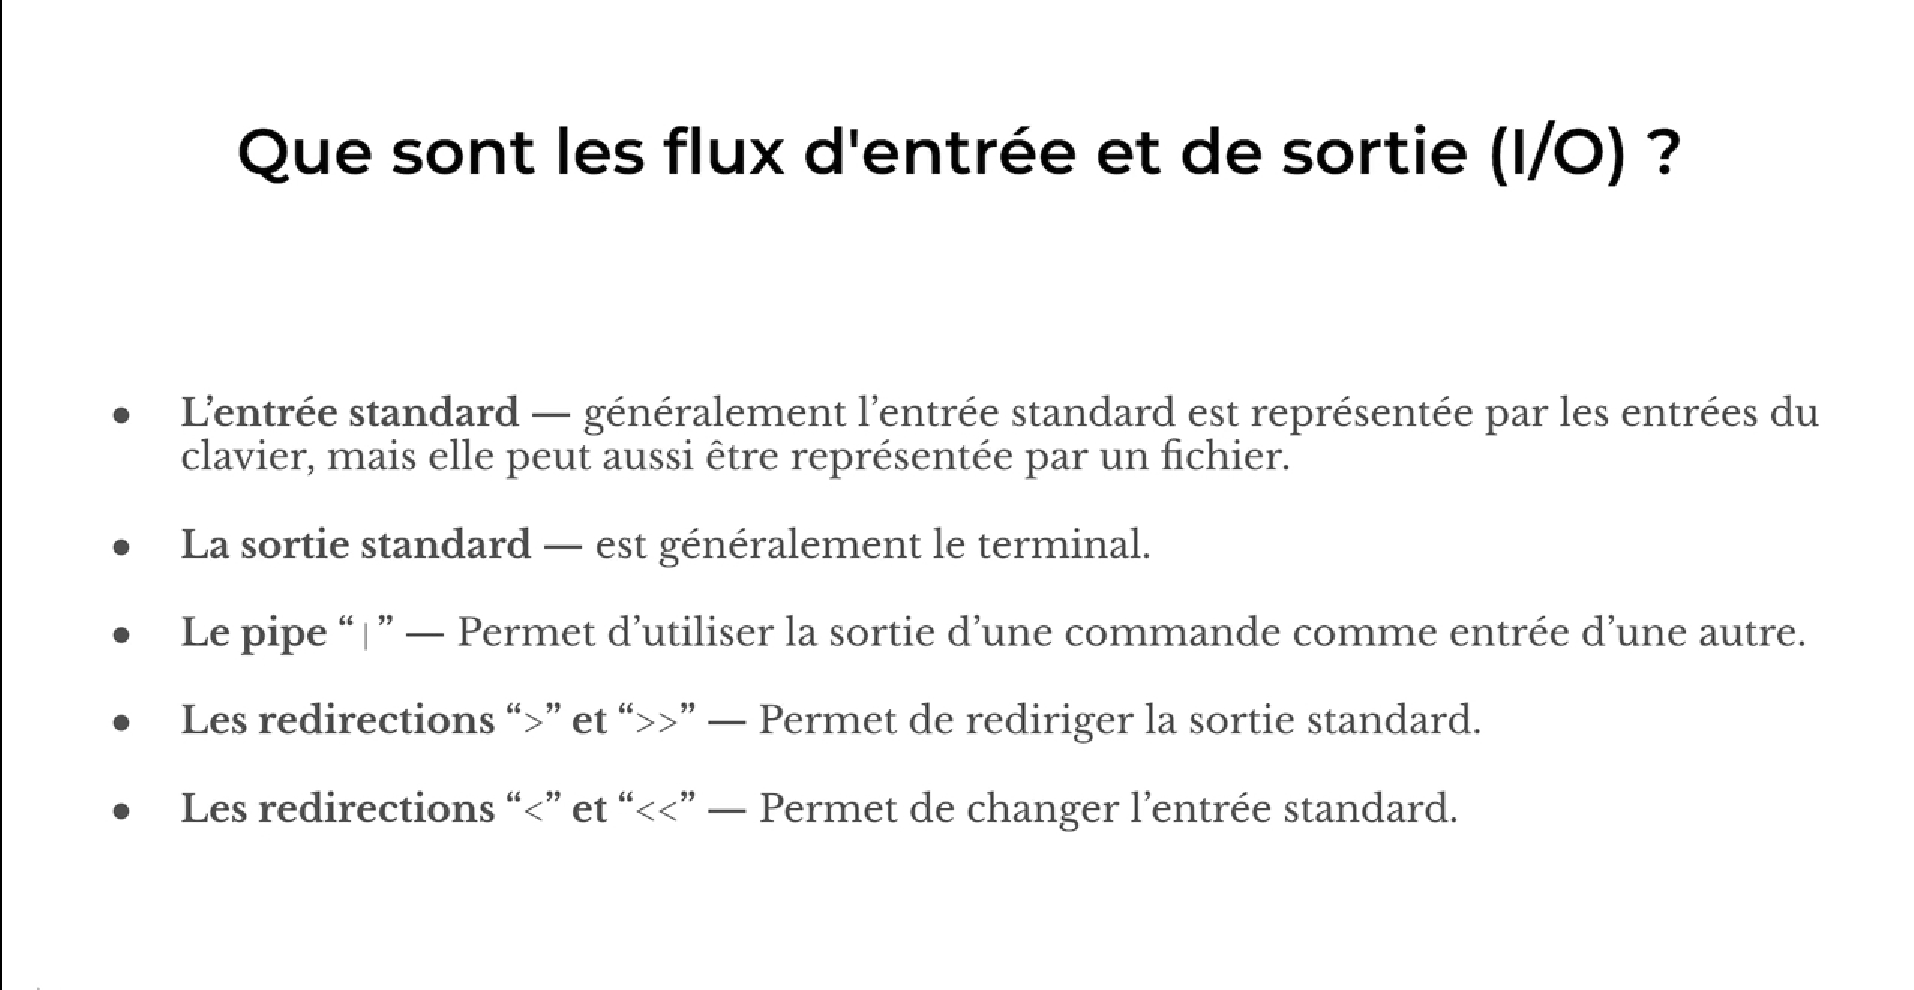 Que sont les flux d'entrée et de sortie (I/O) ?
● L’entrée standard — généralement l’entrée standard est représentée par les entrées du
clavier, mais elle peut aussi être représentée par un fichier.
● La sortie standard — est généralement le terminal.
● Le pipe “|” — Permet d’utiliser la sortie d’une commande comme entrée d’une autre.
● Les redirections “>” et “>>” — Permet de rediriger la sortie standard.
● Les redirections “<” et “<<” — Permet de changer l’entrée standard.